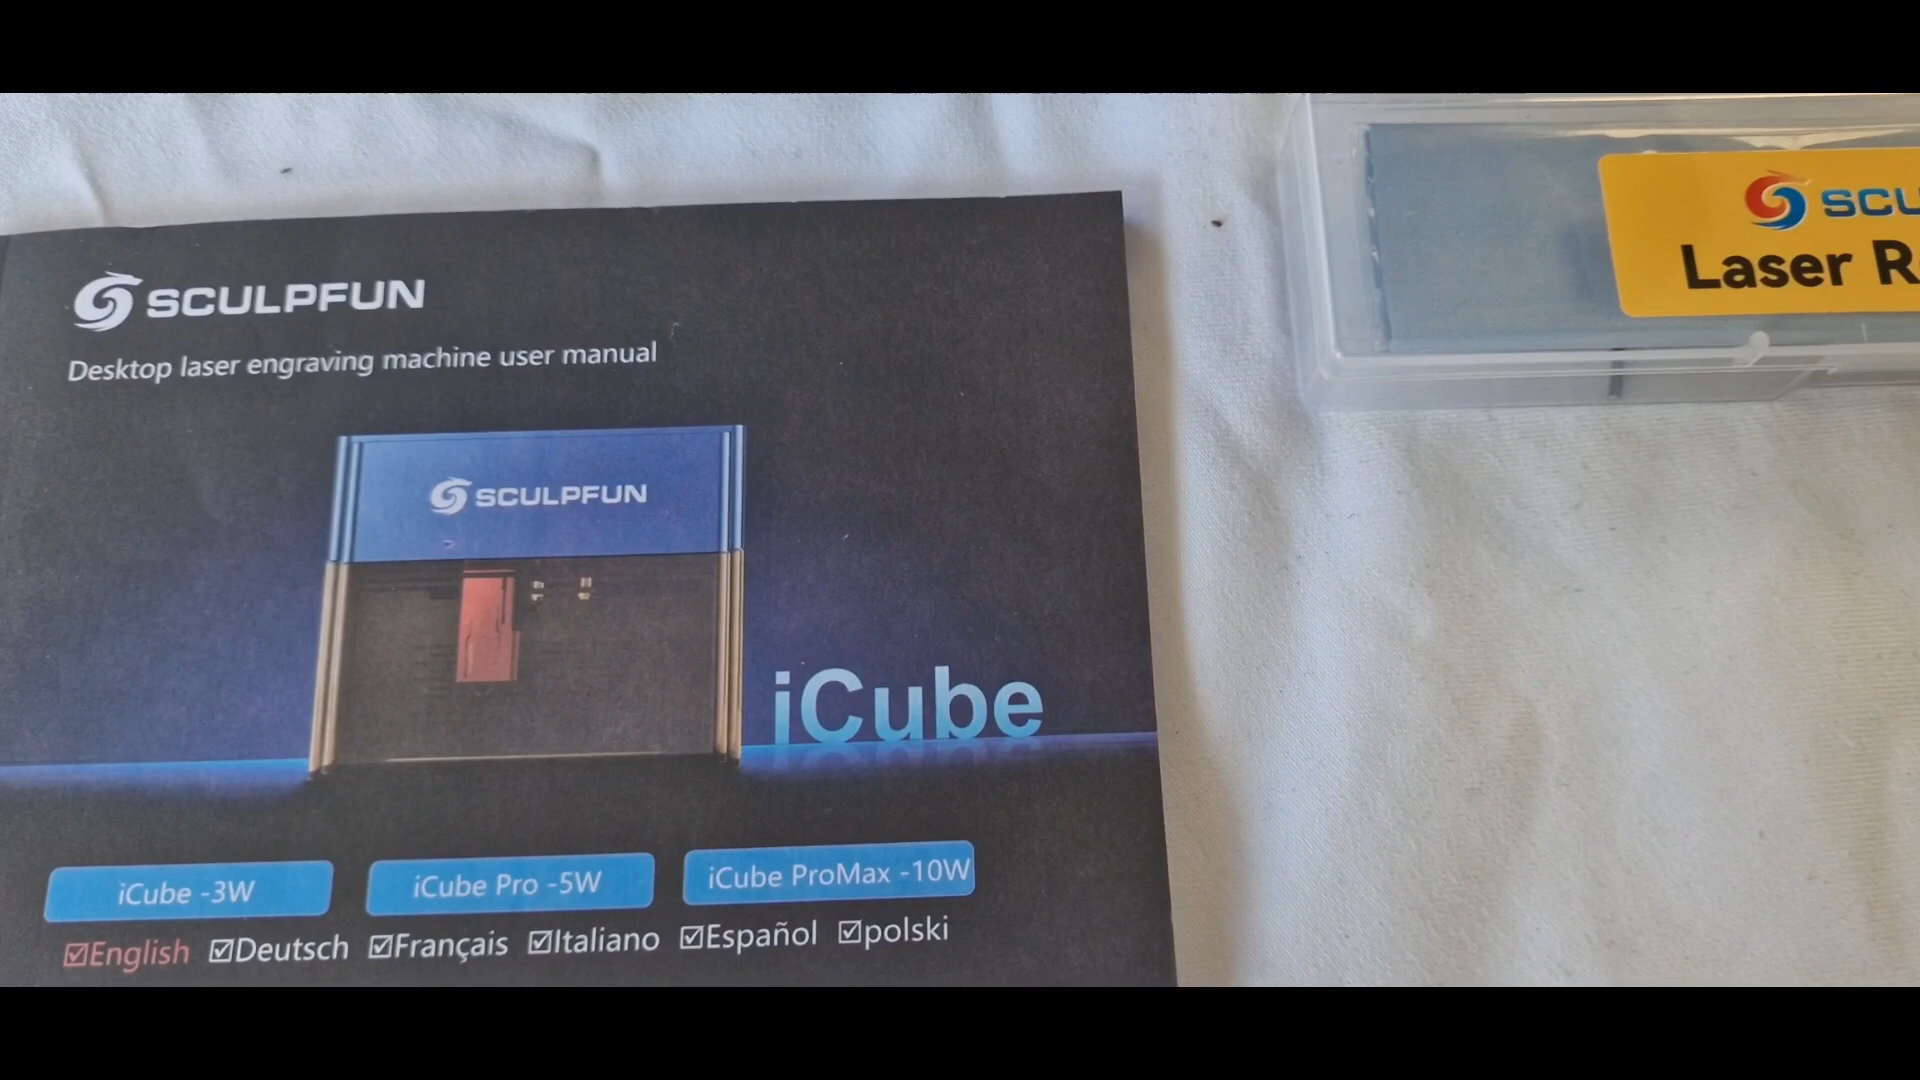 SCULPFUN
Desktop laser engraving machine user manual
SCULPFUN
iCube
iCube -3W
iCube Pro -5W
iCube ProMax -10W
☑English ☑Deutsch ☑Français ☑Italiano ☑Español ☑polski
Laser